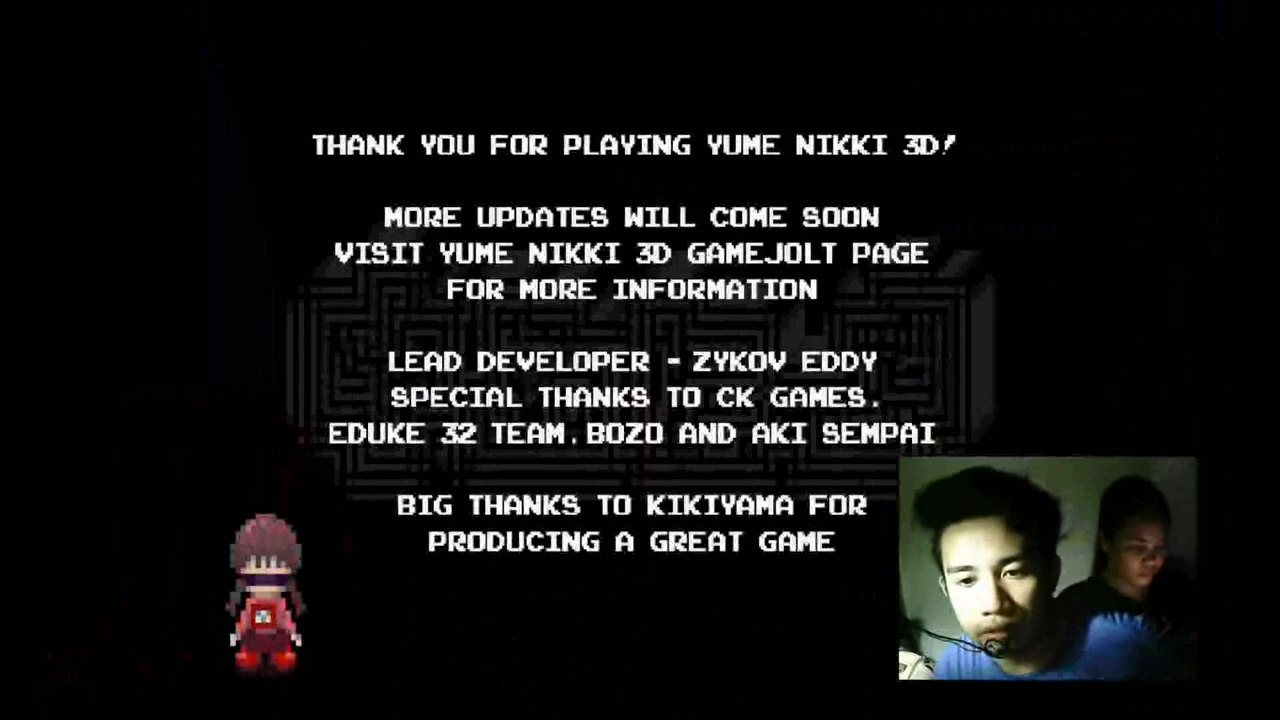 THANK YOU FOR PLAYING YUME NIKKI 3D!
MORE UPDATES WILL COME SOON
VISIT YUME NIKKI 3D GAMEJOLT PAGE
FOR MORE INFORMATION
LEAD DEVELOPER - ZYKOV EDDY
SPECIAL THANKS TO CK GAMES.
EDUKE 32 TEAM.BOZO AND AKI SEMPAI
BIG THANKS TO KIKIYAMA FOR
PRODUCING A GREAT GAME